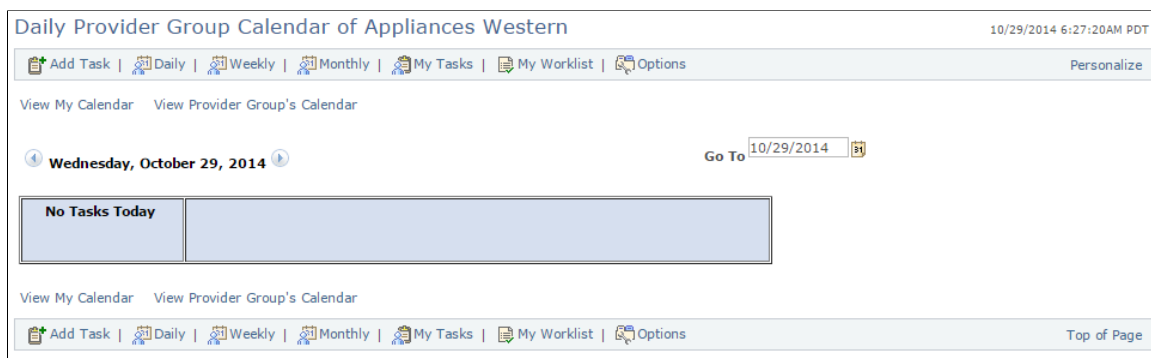 Daily Provider Group Calendar of Appliances Western
10/29/2014 6:27:20AM PDT
Add Task | Daily | Weekly | Monthly | My Tasks | My Worklist | Options
Personalize
View My Calendar View Provider Group's Calendar
Wednesday, October 29, 2014
Go To 10/29/2014
No Tasks Today
View My Calendar View Provider Group's Calendar
Add Task | Daily | Weekly | Monthly | My Tasks | My Worklist | Options
Top of Page